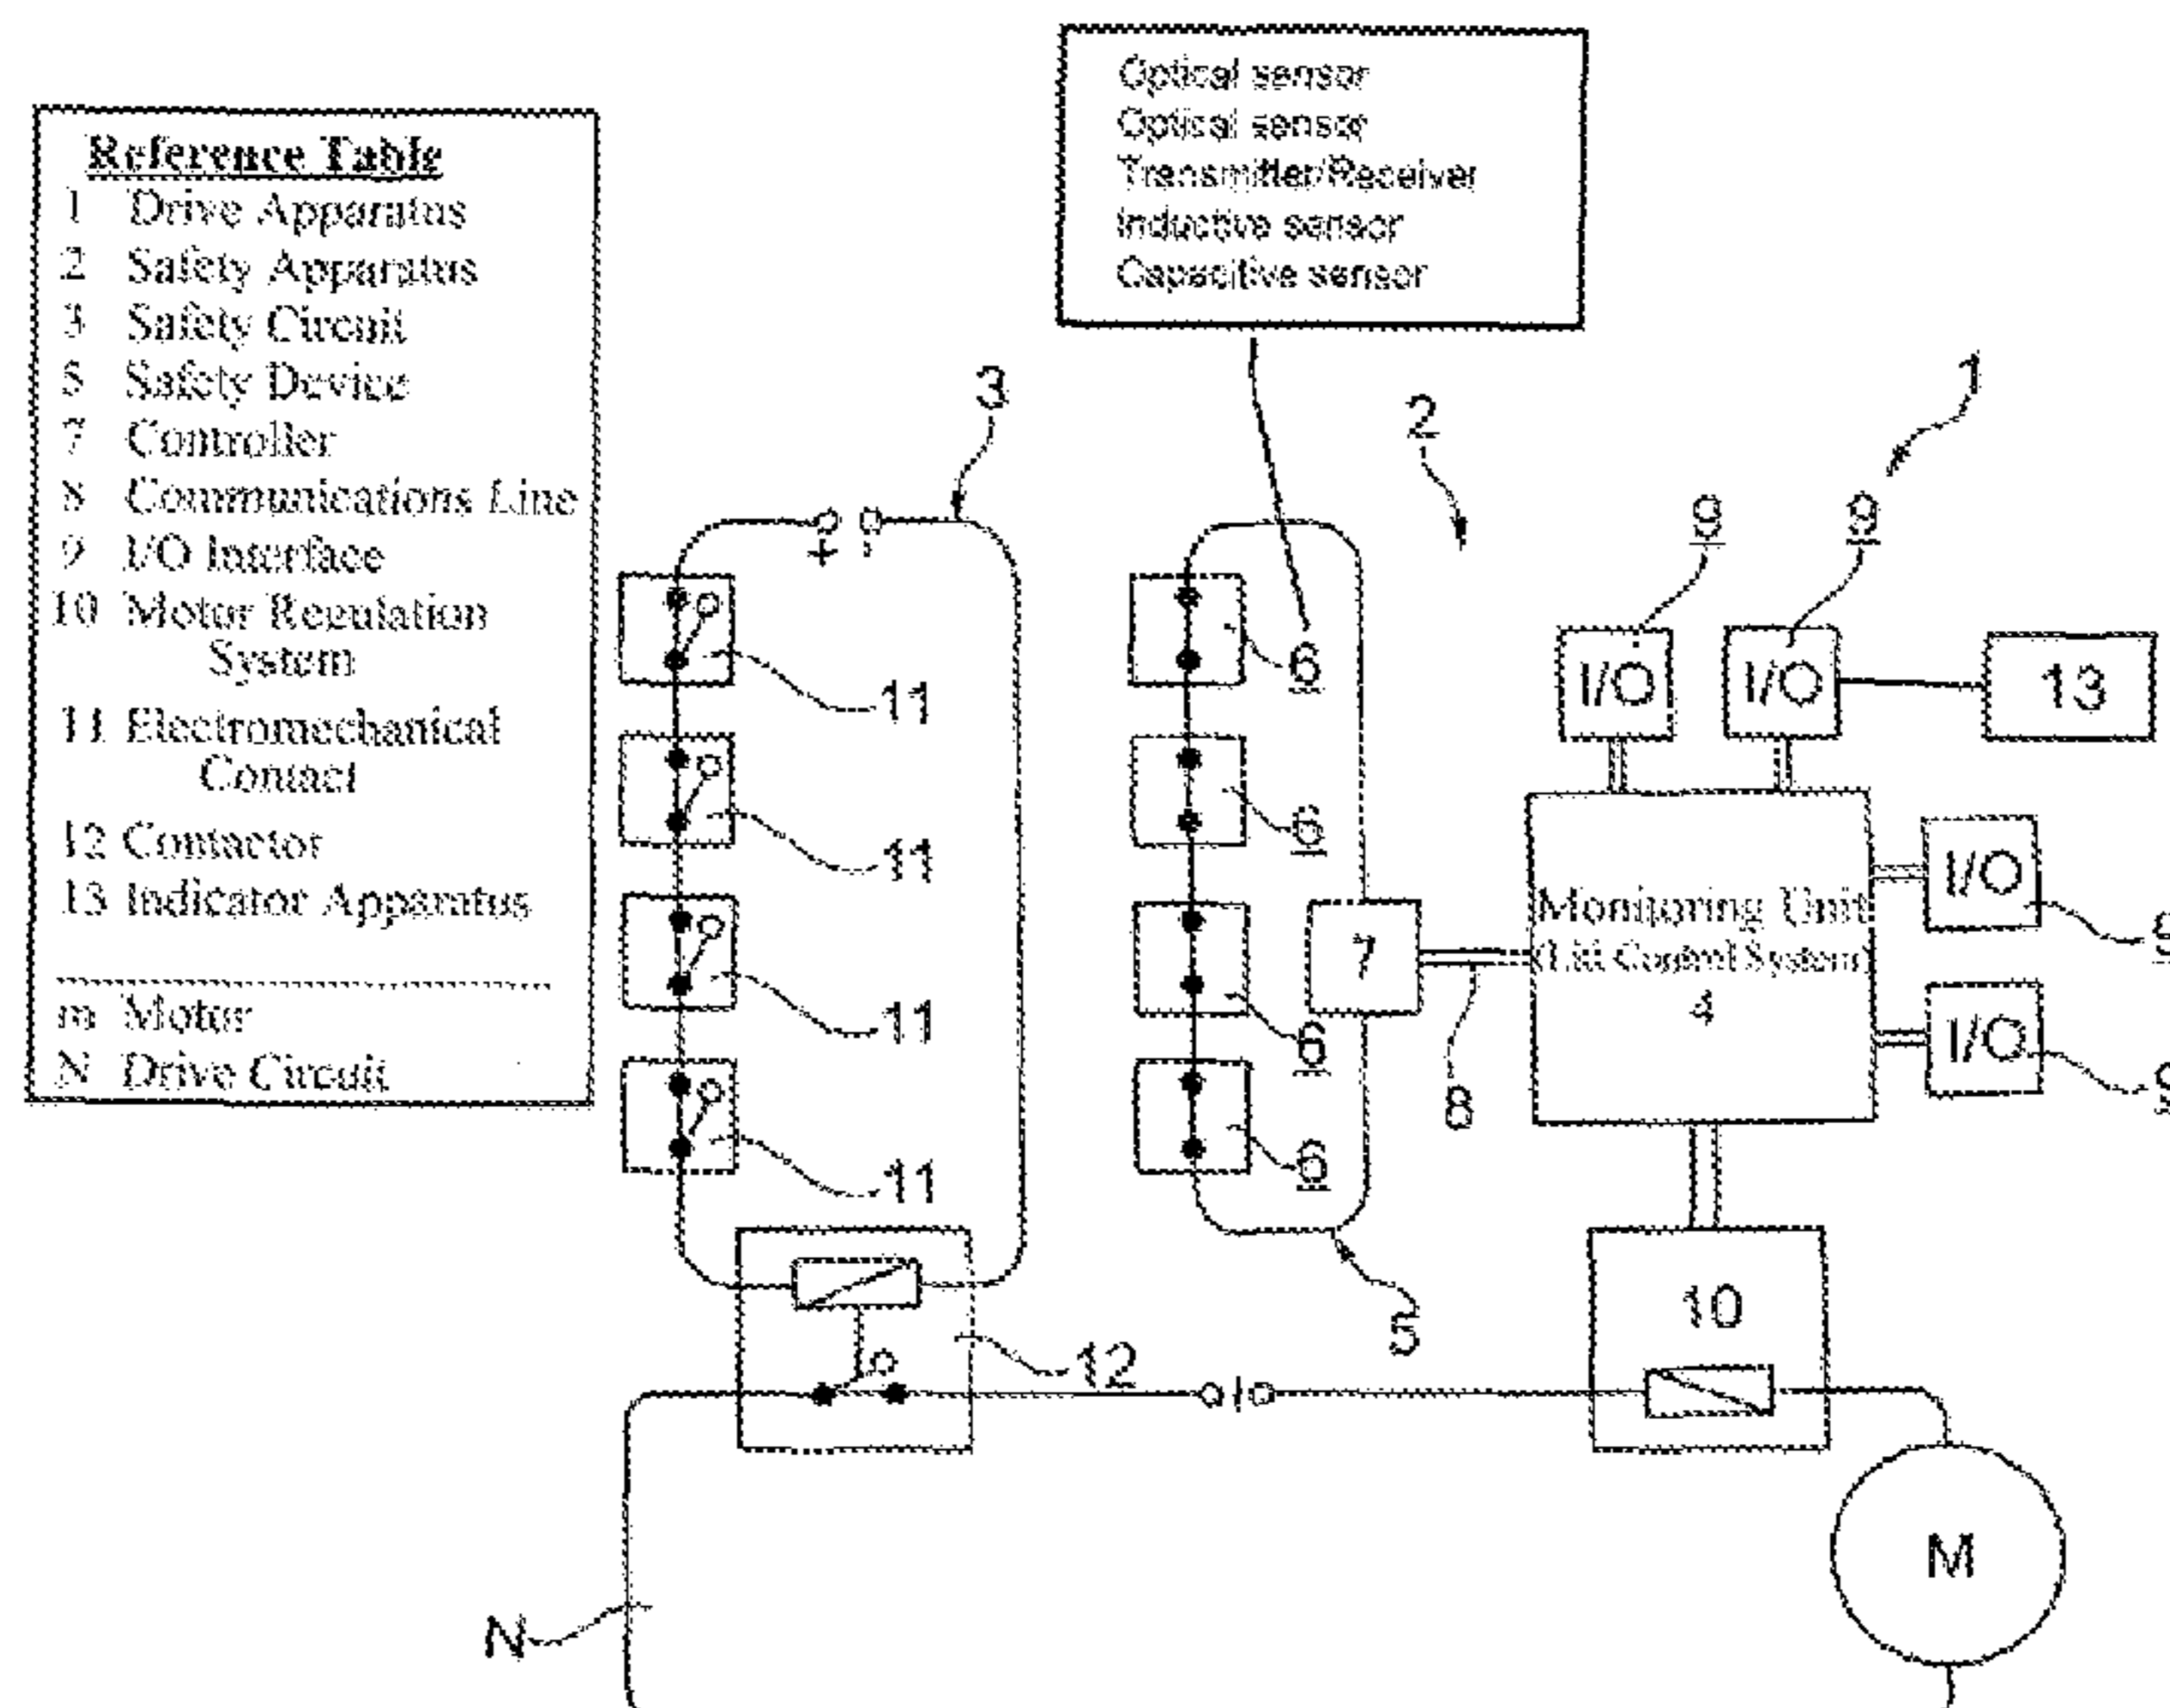 Reference Table
1 Drive Apparatus
2 Safety Apparatus
3 Safety Circuit
5 Safety Device
7 Controller
8 Communications Line
9 I/O Interface
10 Motor Regulation
System
11 Electromechanical
Contact
12 Contactor
13 Indicator Apparatus
m Motor
N Drive Circuit
Optical sensor
Optical sensor
Transmitter/Receiver
Inductive sensor
Capacitive sensor
3
2
1
9
9
+
-
I/O
I/O
13
11
6
11
6
I/O
9
7
Monitoring Unit
(Lift Control System)
4
11
6
I/O
9
8
11
6
10
5
12
M
N